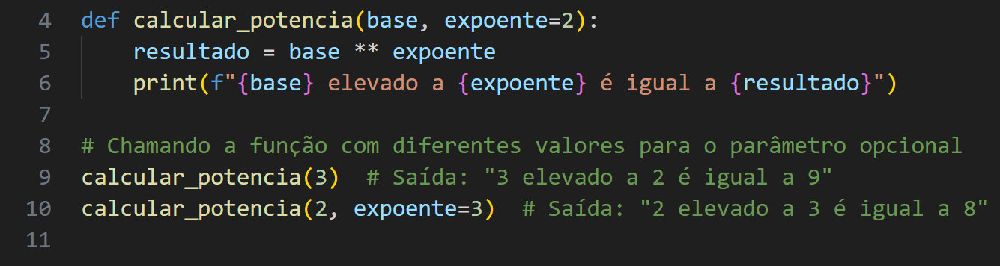 4 def calcular_potencia(base, expoente=2):
5     resultado = base ** expoente
6     print(f"{base} elevado a {expoente} é igual a {resultado}")
7
8 # Chamando a função com diferentes valores para o parâmetro opcional
9 calcular_potencia(3)  # Saída: "3 elevado a 2 é igual a 9"
10 calcular_potencia(2, expoente=3)  # Saída: "2 elevado a 3 é igual a 8"
11